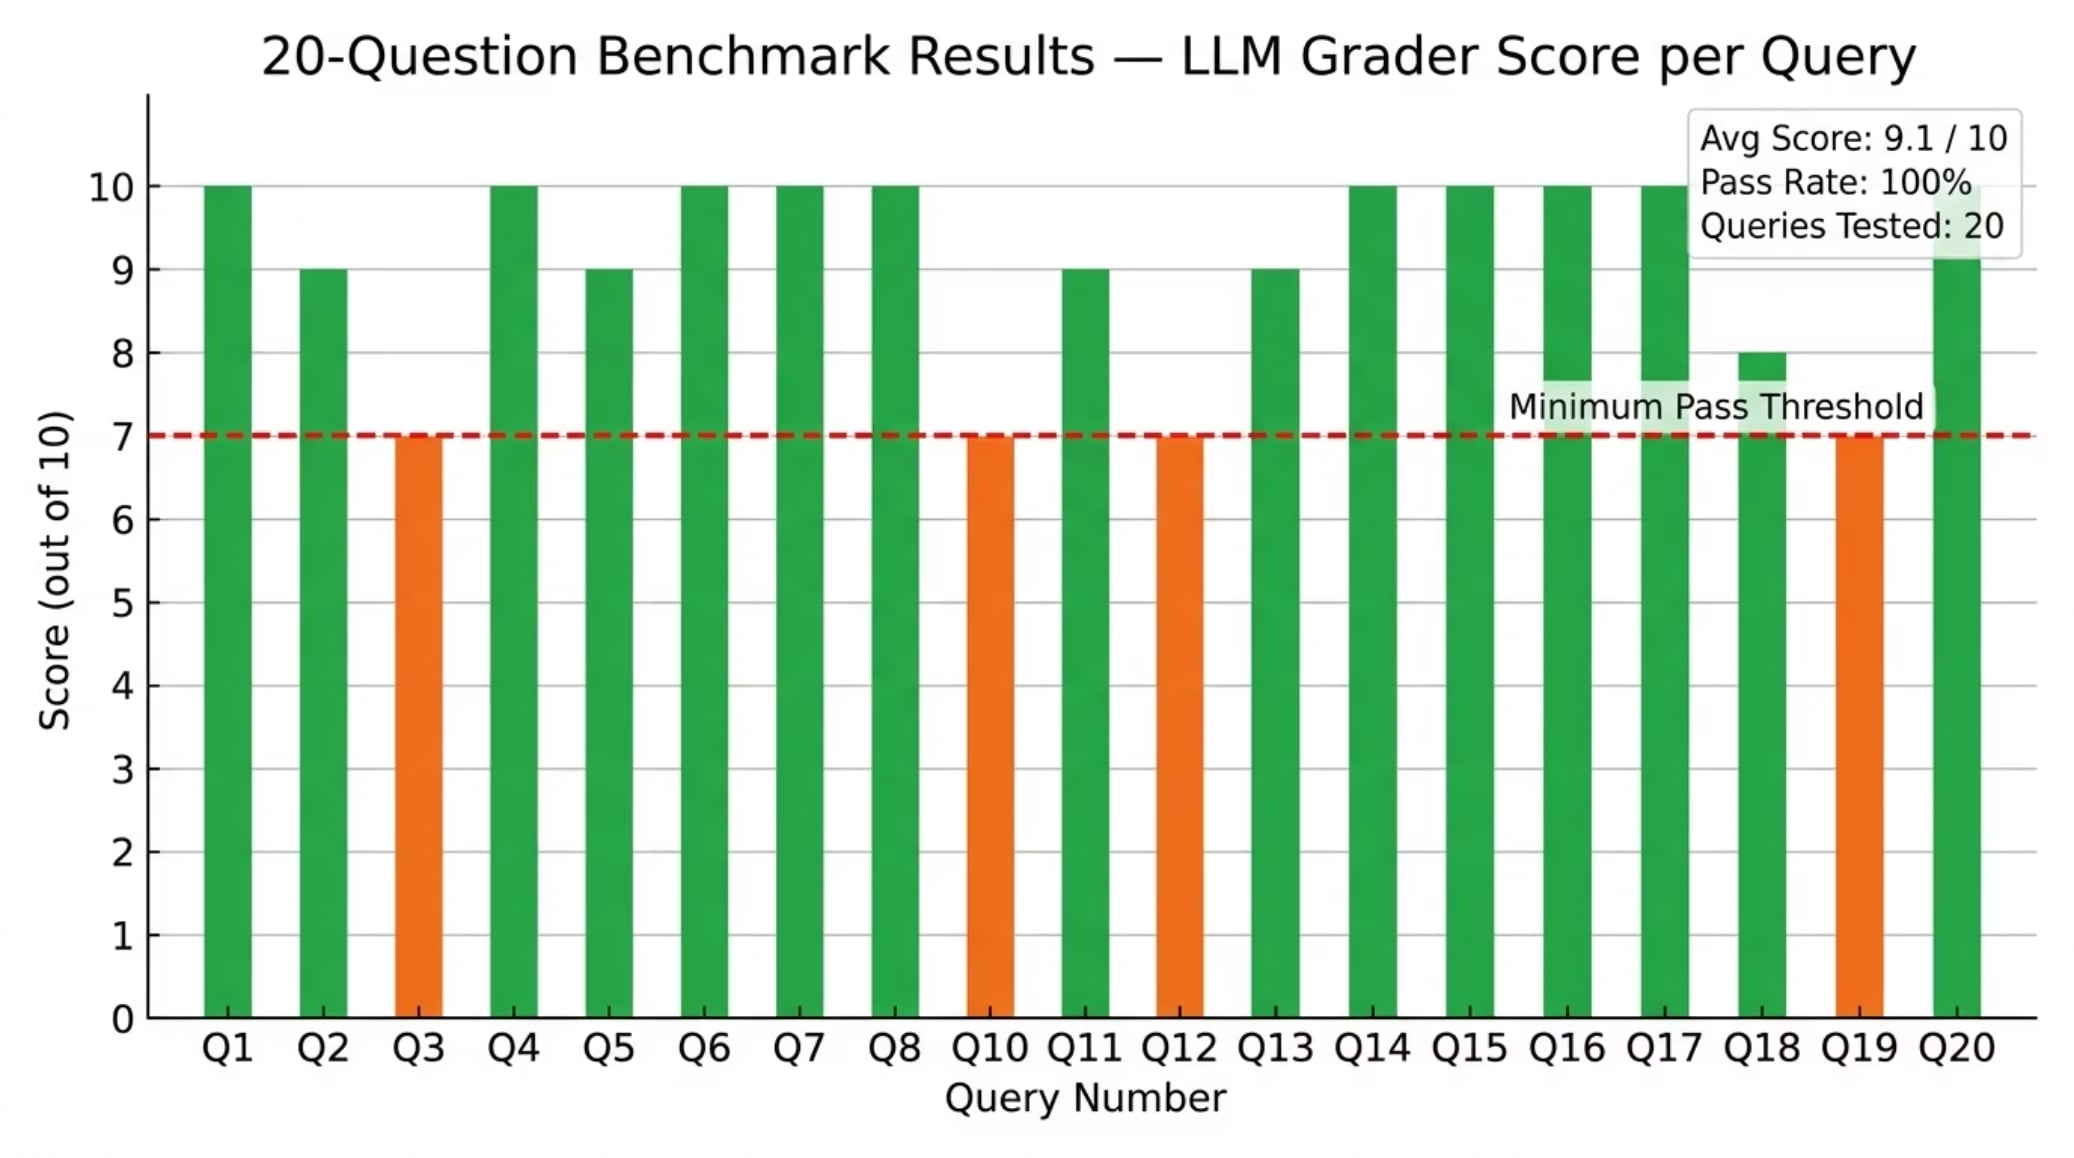 20-Question Benchmark Results — LLM Grader Score per Query
Avg Score: 9.1 / 10
Pass Rate: 100%
Queries Tested: 20
10
9
8
Minimum Pass Threshold
7
6
5
4
3
2
1
0
Score (out of 10)
Q1 Q2 Q3 Q4 Q5 Q6 Q7 Q8 Q10 Q11 Q12 Q13 Q14 Q15 Q16 Q17 Q18 Q19 Q20
Query Number